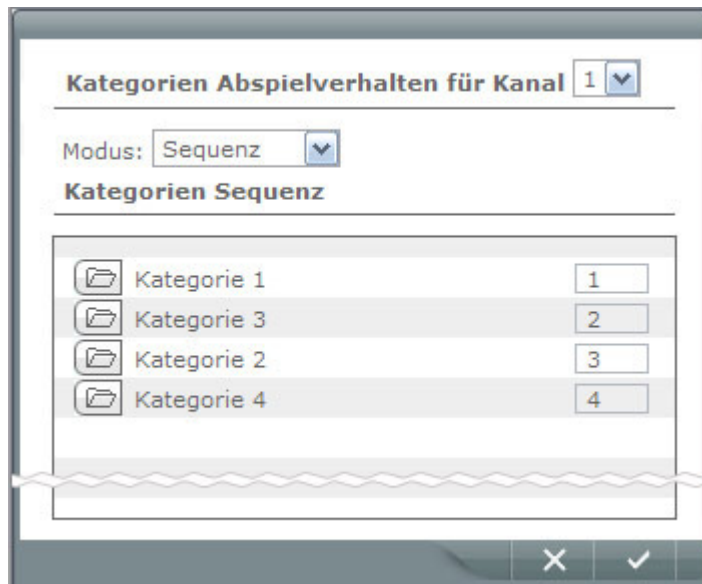 Kategorien Abspielverhalten für Kanal 1
Modus: Sequenz
Kategorien Sequenz
Kategorie 1 1
Kategorie 3 2
Kategorie 2 3
Kategorie 4 4